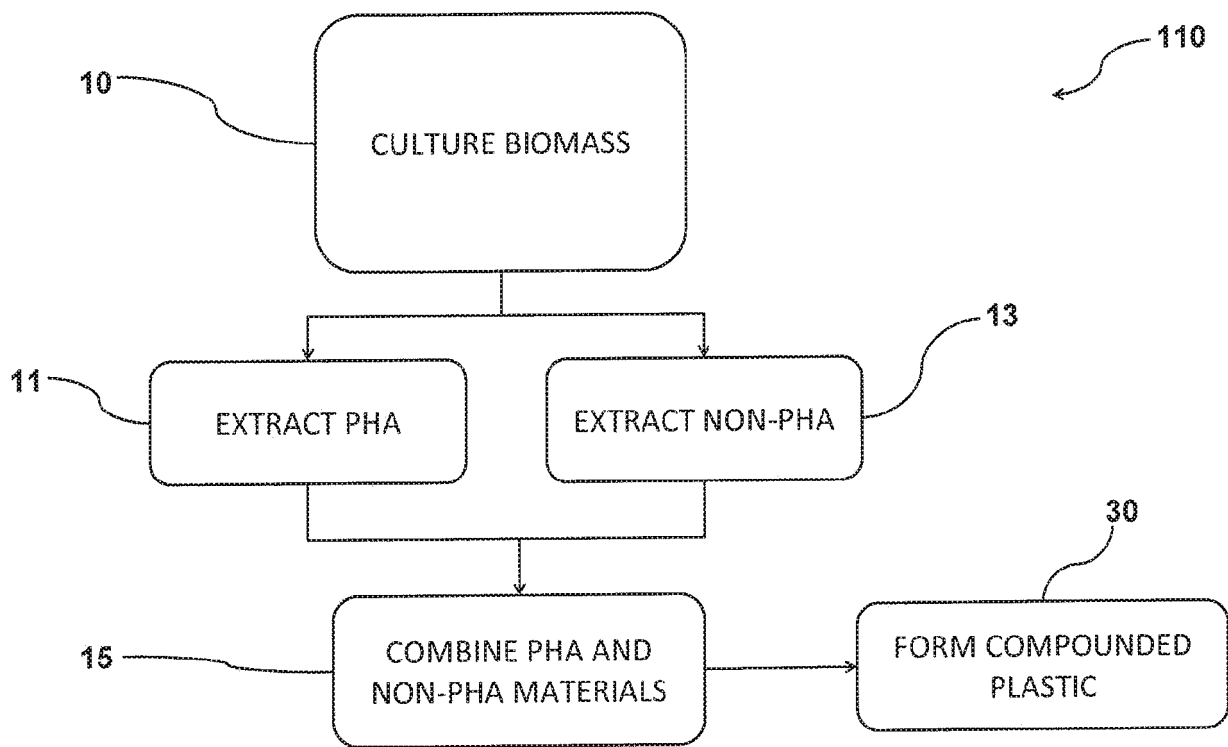 110
10
CULTURE BIOMASS
13
11
EXTRACT PHA
EXTRACT NON-PHA
30
15
COMBINE PHA AND
NON-PHA MATERIALS
FORM COMPOUNDED
PLASTIC